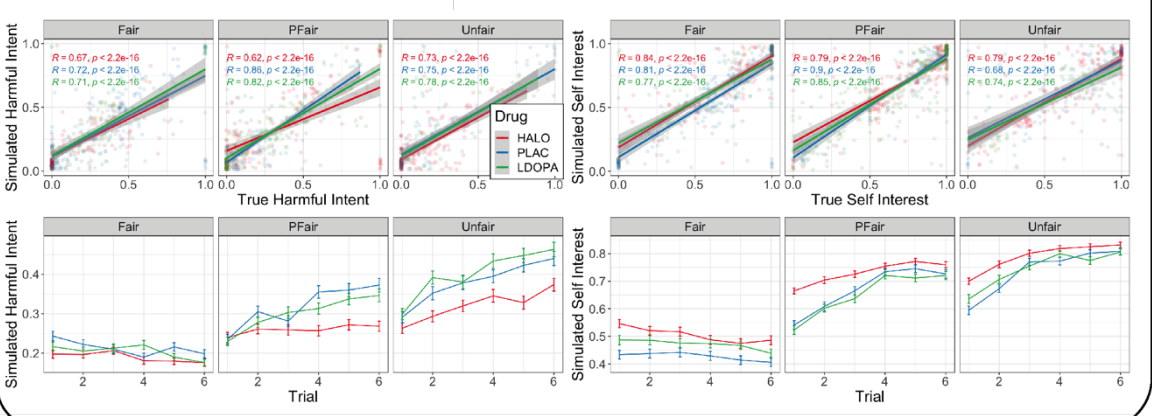 Fair PFair Unfair
Simulated Harmful Intent
1.0
0.5
0.0
R = 0.67, p < 2.2e-16
R = 0.72, p < 2.2e-16
R = 0.71, p < 2.2e-16
R = 0.62, p < 2.2e-16
R = 0.86, p < 2.2e-16
R = 0.82, p < 2.2e-16
R = 0.73, p < 2.2e-16
R = 0.75, p < 2.2e-16
R = 0.78, p < 2.2e-16
Drug
HALO
PLAC
LDOPA
0.0 0.5 1.0 0.0 0.5 1.0 0.0 0.5 1.0
True Harmful Intent
Fair PFair Unfair
Simulated Self Interest
1.0
0.5
0.0
R = 0.84, p < 2.2e-16
R = 0.81, p < 2.2e-16
R = 0.77, p < 2.2e-16
R = 0.79, p < 2.2e-16
R = 0.9, p < 2.2e-16
R = 0.85, p < 2.2e-16
R = 0.79, p < 2.2e-16
R = 0.68, p < 2.2e-16
R = 0.74, p < 2.2e-16
0.0 0.5 1.0 0.0 0.5 1.0 0.0 0.5 1.0
True Self Interest
Fair PFair Unfair
Simulated Harmful Intent
0.4
0.3
0.2
2 4 6 2 4 6 2 4 6
Trial
Fair PFair Unfair
Simulated Self Interest
0.8
0.7
0.6
0.5
0.4
2 4 6 2 4 6 2 4 6
Trial